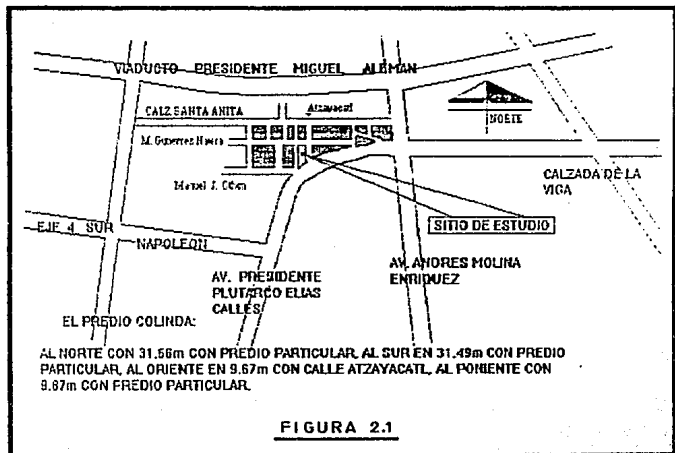 VIADUCTO PRESIDENTE MIGUEL ALEMAN
CALZ SANTA ANITA
Atzayacatl
NORTE
M. Gutierrez Najera
CALZADA DE LA
VIGA
Manuel J. Othon
SITIO DE ESTUDIO
EJE 4 SUR
NAPOLEON
AV. PRESIDENTE
PLUTARCO ELIAS
CALLES
AV. ANDRES MOLINA
ENRIQUEZ
EL PREDIO COLINDA:
AL NORTE CON 31.56m CON PREDIO PARTICULAR, AL SUR EN 31.49m CON PREDIO
PARTICULAR, AL ORIENTE EN 9.67m CON CALLE ATZAYACATL, AL PONIENTE CON
9.67m CON PREDIO PARTICULAR.
FIGURA 2.1